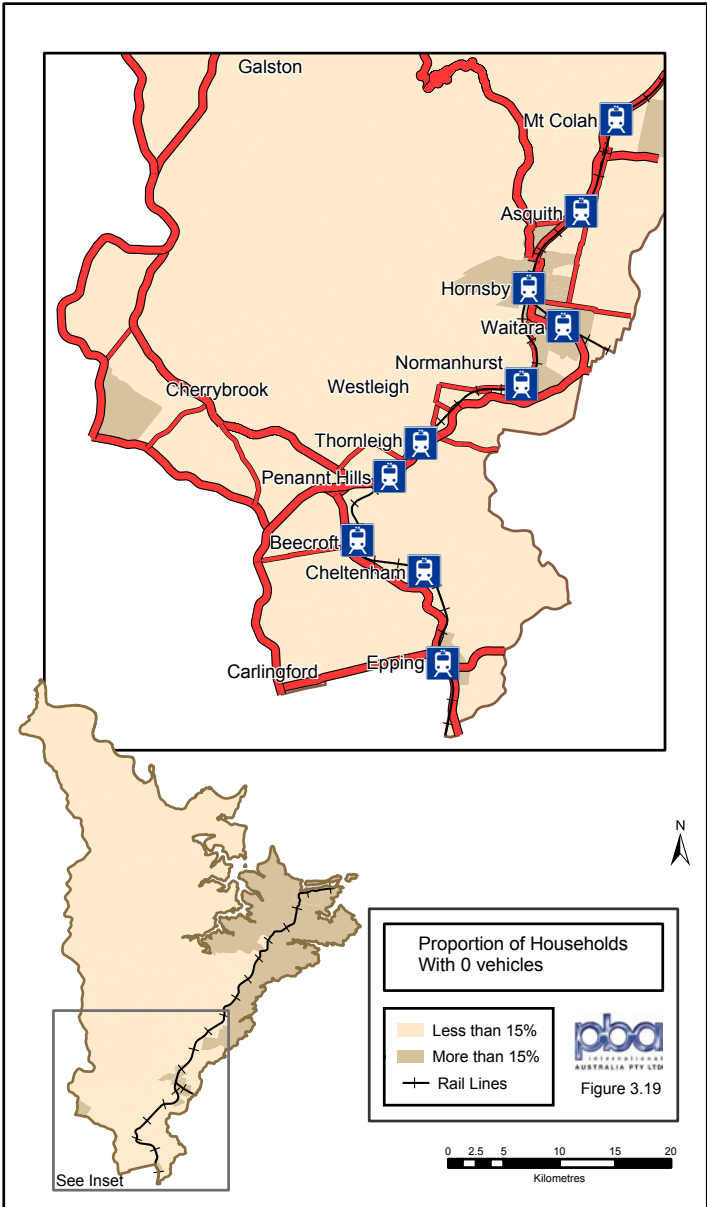 Galston
Mt Colah
Asquith
Hornsby
Waitara
Normanhurst
Westleigh
Cherrybrook
Thornleigh
Penannt Hills
Beecroft
Cheltenham
Epping
Carlingford
See Inset
N
Proportion of Households
With 0 vehicles
Less than 15%
More than 15%
Rail Lines
pba
international
AUSTRALIA PTY LTD
Figure 3.19
0 2.5 5 10 15 20
Kilometres